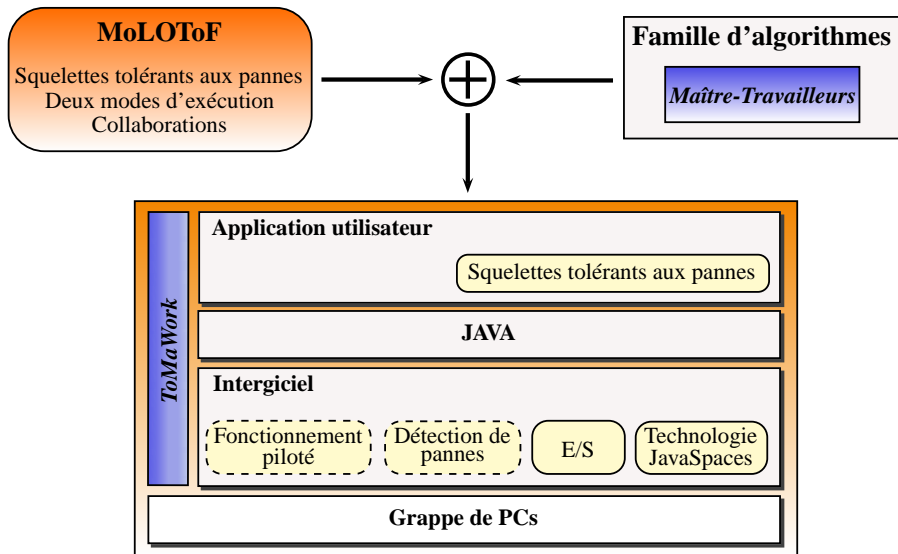 MoLOToF
Squelettes tolérants aux pannes
Deux modes d'exécution
Collaborations
Famille d'algorithmes
Maître-Travailleurs
ToMaWork
Application utilisateur
Squelettes tolérants aux pannes
JAVA
Intergiciel
Fonctionnement
piloté
Détection de
pannes
E/S
Technologie
JavaSpaces
Grappe de PCs